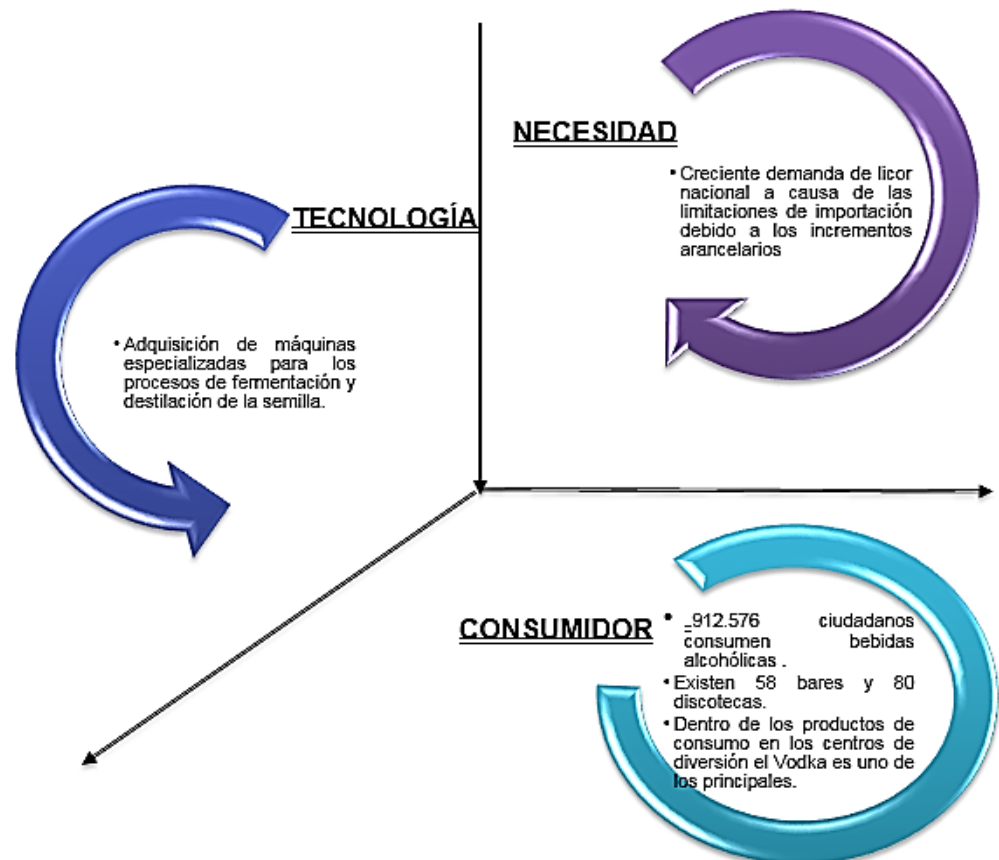 NECESIDAD
• Creciente demanda de licor
nacional a causa de las
limitaciones de importación
debido a los incrementos
arancelarios
TECNOLOGÍA
• Adquisición de máquinas
especializadas para los
procesos de fermentación y
destilación de la semilla.
CONSUMIDOR
• 912.576 ciudadanos
consumen bebidas
alcohólicas .
• Existen 58 bares y 80
discotecas.
• Dentro de los productos de
consumo en los centros de
diversión el Vodka es uno de
los principales.